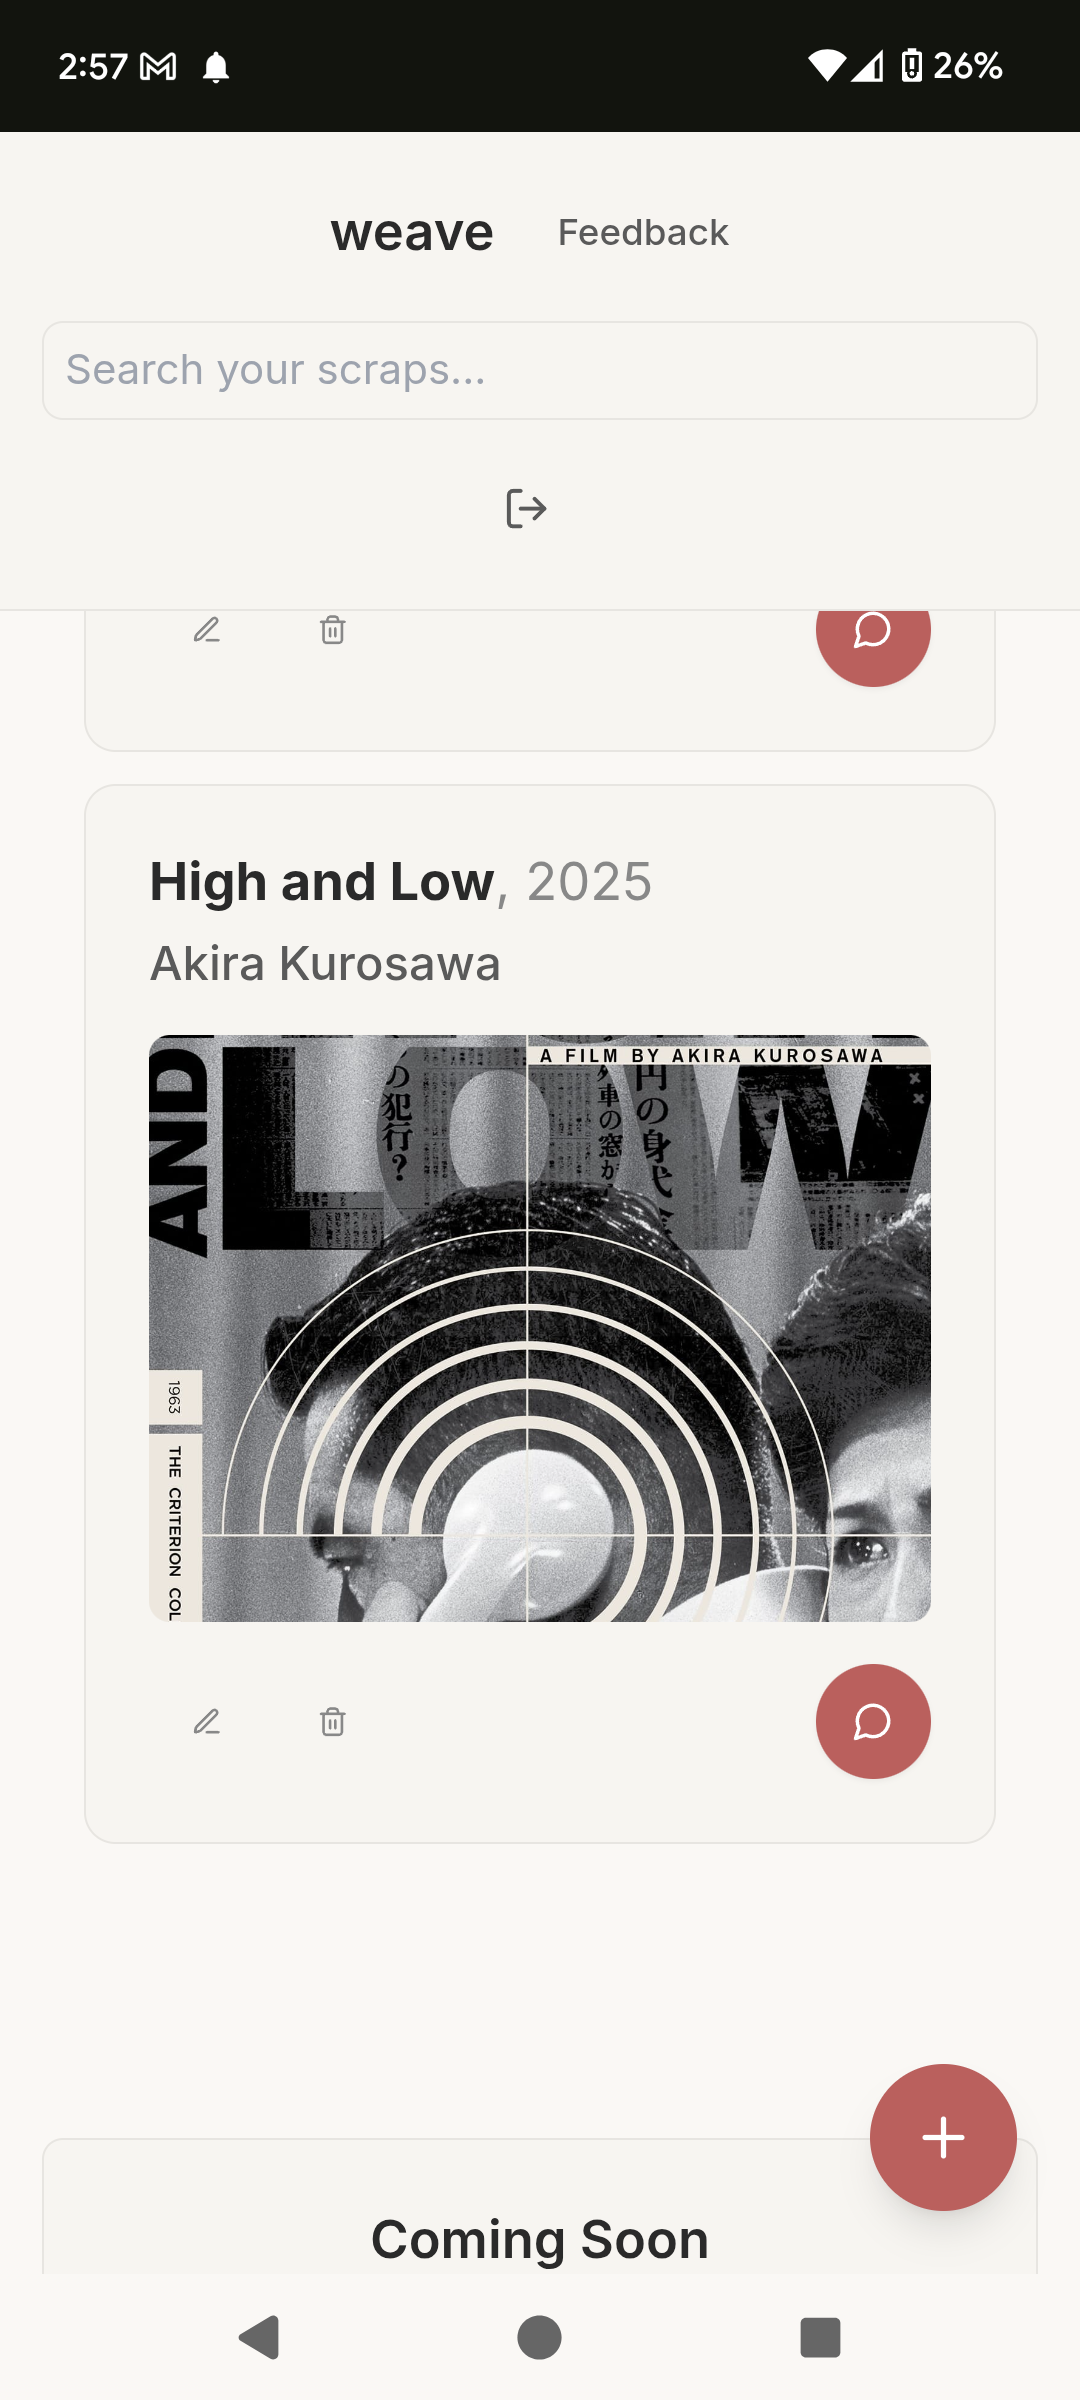 2:57
26%
weave
Feedback
Search your scraps...
High and Low, 2025
Akira Kurosawa
A FILM BY AKIRA KUROSAWA
AND
LOW
の犯行?
車の窓か
円の身代
1963
THE CRITERION COL
Coming Soon